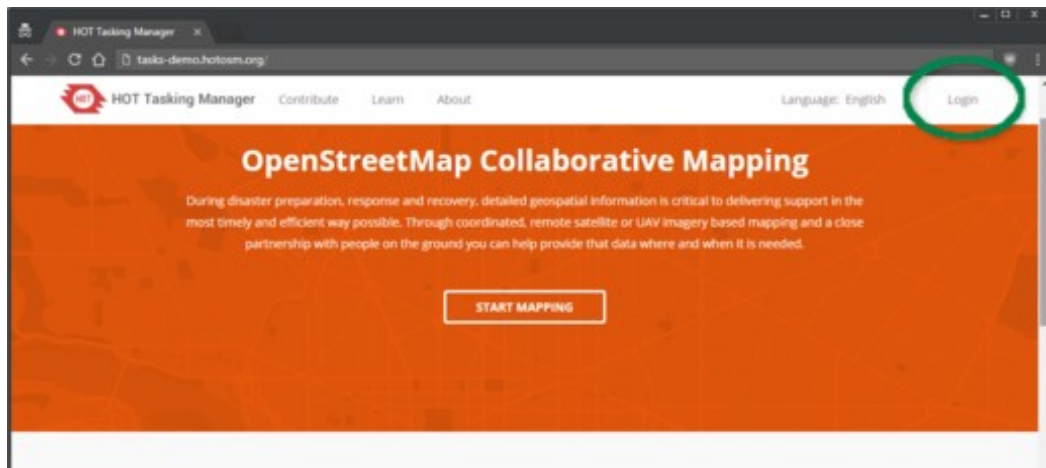 HOT Tasking Manager
tasks-demo.hotosm.org/
HOT HOT Tasking Manager Contribute Learn About Language: English Login
OpenStreetMap Collaborative Mapping
During disaster preparation, response and recovery, detailed geospatial information is critical to delivering support in the
most timely and efficient way possible. Through coordinated, remote satellite or UAV imagery based mapping and a close
partnership with people on the ground you can help provide that data where and when it is needed.
START MAPPING